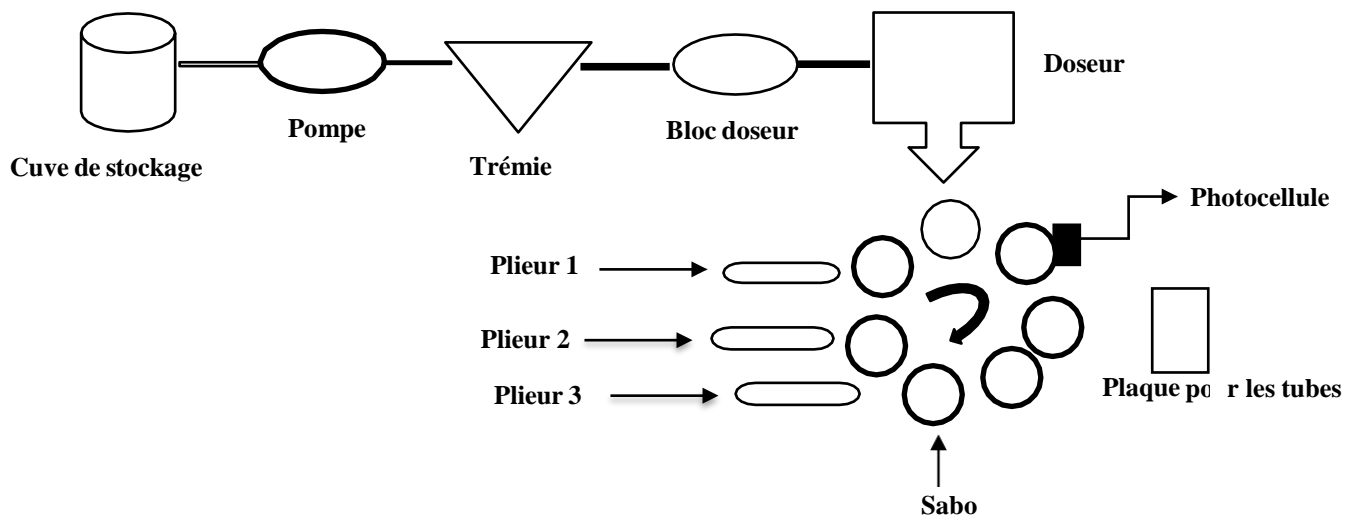 Doseur
Pompe
Bloc doseur
Cuve de stockage
Trémie
Photocellule
Plieur 1
Plieur 2
Plieur 3
Plaque po r les tubes
Sabo